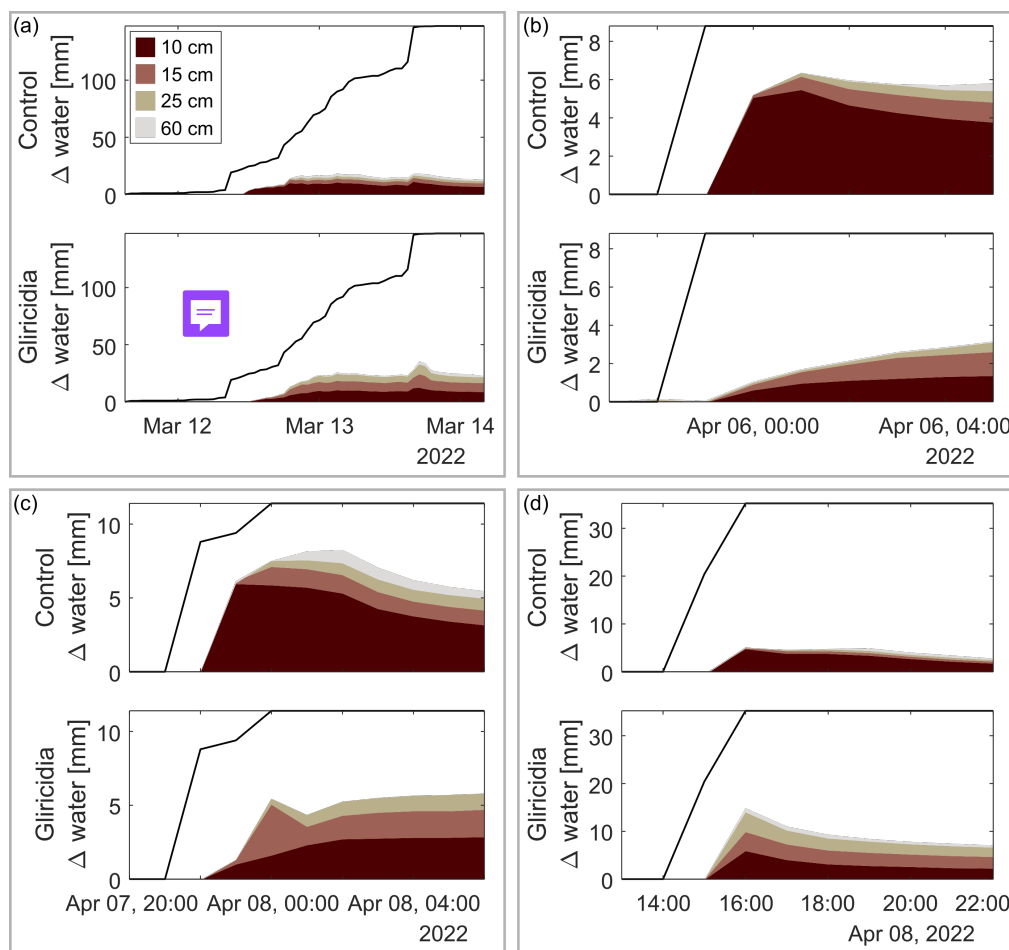 (a)
Control
Δ water [mm]
100
50
0
10 cm
15 cm
25 cm
60 cm
Gliricidia
Δ water [mm]
100
50
0
Mar 12
Mar 13
Mar 14
2022
(b)
Control
Δ water [mm]
8
6
4
2
0
Gliricidia
Δ water [mm]
8
6
4
2
0
Apr 06, 00:00
Apr 06, 04:00
2022
(c)
Control
Δ water [mm]
10
5
0
Gliricidia
Δ water [mm]
10
5
0
Apr 07, 20:00
Apr 08, 00:00
Apr 08, 04:00
2022
(d)
Control
Δ water [mm]
30
20
10
0
Gliricidia
Δ water [mm]
30
20
10
0
14:00
16:00
18:00
20:00
22:00
Apr 08, 2022